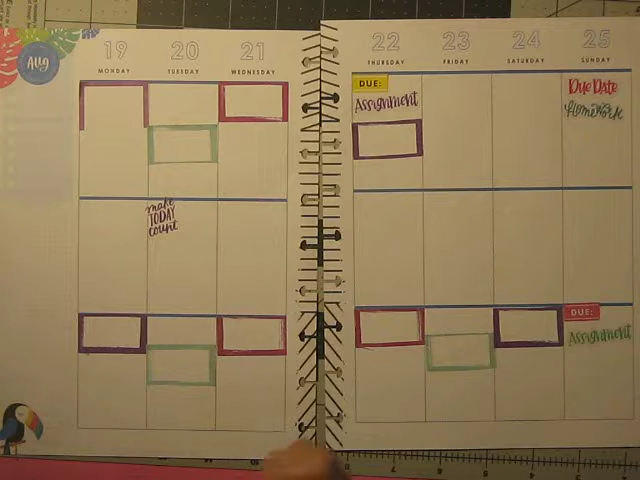 Aug
19
MONDAY
20
TUESDAY
21
WEDNESDAY
22
THURSDAY
23
FRIDAY
24
SATURDAY
25
SUNDAY
DUE:
Assignment
Due Date
Homework
make
TODAY
count
DUE:
Assignment